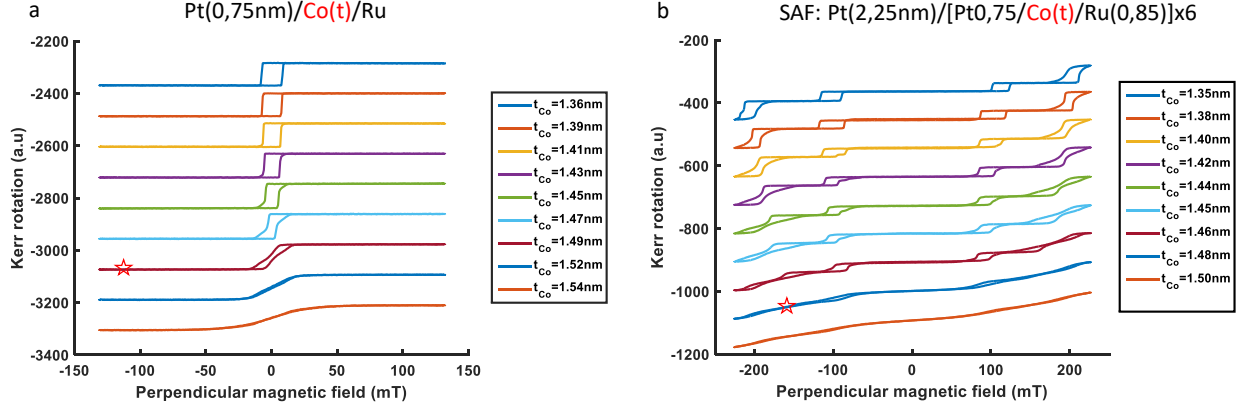 a
Pt(0,75nm)/Co(t)/Ru
-2200
-2400
-2600
-2800
-3000
-3200
-3400
-150
-100
-50
0
50
100
150
Kerr rotation (a.u)
Perpendicular magnetic field (mT)
tCo=1.36nm
tCo=1.39nm
tCo=1.41nm
tCo=1.43nm
tCo=1.45nm
tCo=1.47nm
tCo=1.49nm
tCo=1.52nm
tCo=1.54nm
b
SAF: Pt(2,25nm)/[Pt0,75/Co(t)/Ru(0,85)]x6
-200
-400
-600
-800
-1000
-1200
-200
-100
0
100
200
Kerr rotation (a.u)
Perpendicular magnetic field (mT)
tCo=1.35nm
tCo=1.38nm
tCo=1.40nm
tCo=1.42nm
tCo=1.44nm
tCo=1.45nm
tCo=1.46nm
tCo=1.48nm
tCo=1.50nm